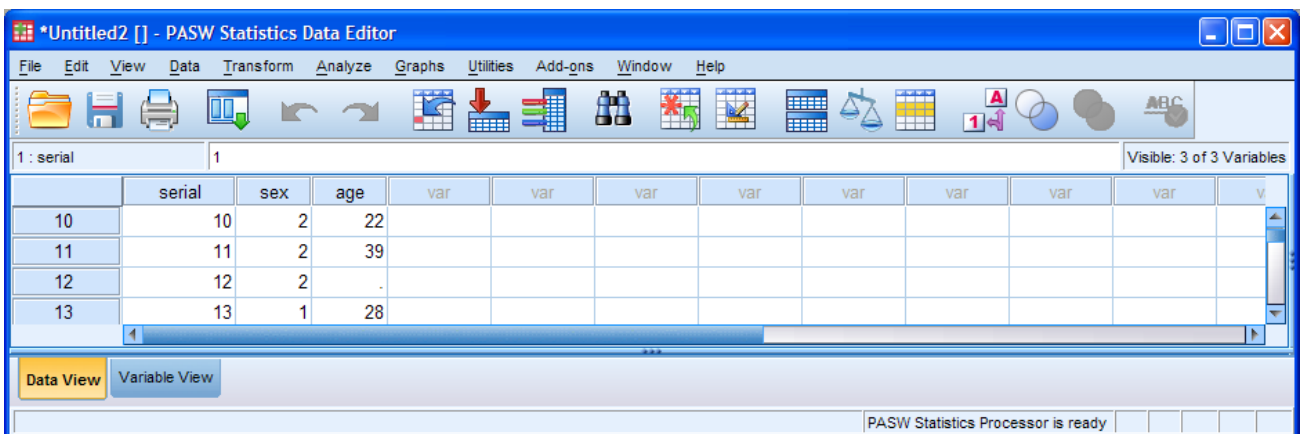 *Untitled2 [] - PASW Statistics Data Editor
File Edit View Data Transform Analyze Graphs Utilities Add-ons Window Help
A
1
ABC
1 : serial 1 Visible: 3 of 3 Variables
serial sex age var var var var var var var var v
10 10 2 22
11 11 2 39
12 12 2 .
13 13 1 28
Data View Variable View
PASW Statistics Processor is ready